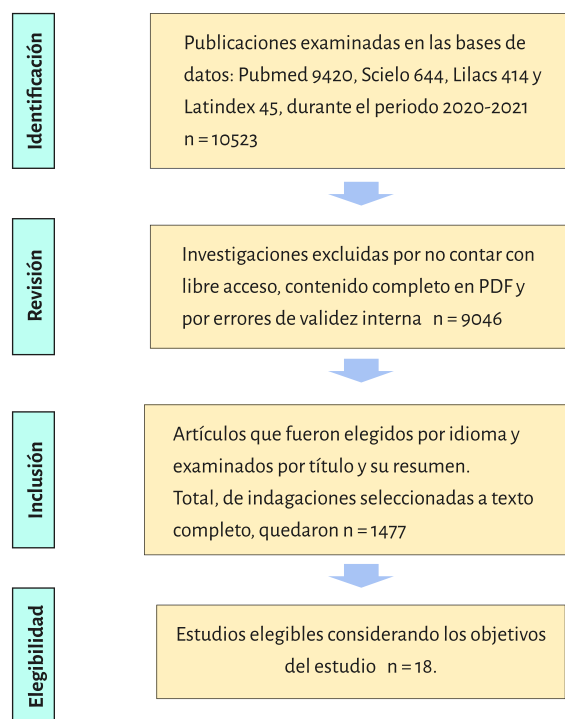 Identificación
Publicaciones examinadas en las bases de
datos: Pubmed 9420, Scielo 644, Lilacs 414 y
Latindex 45, durante el periodo 2020-2021
n = 10523
Revisión
Investigaciones excluidas por no contar con
libre acceso, contenido completo en PDF y
por errores de validez interna n = 9046
Inclusión
Artículos que fueron elegidos por idioma y
examinados por título y su resumen.
Total, de indagaciones seleccionadas a texto
completo, quedaron n = 1477
Elegibilidad
Estudios elegibles considerando los objetivos
del estudio n = 18.